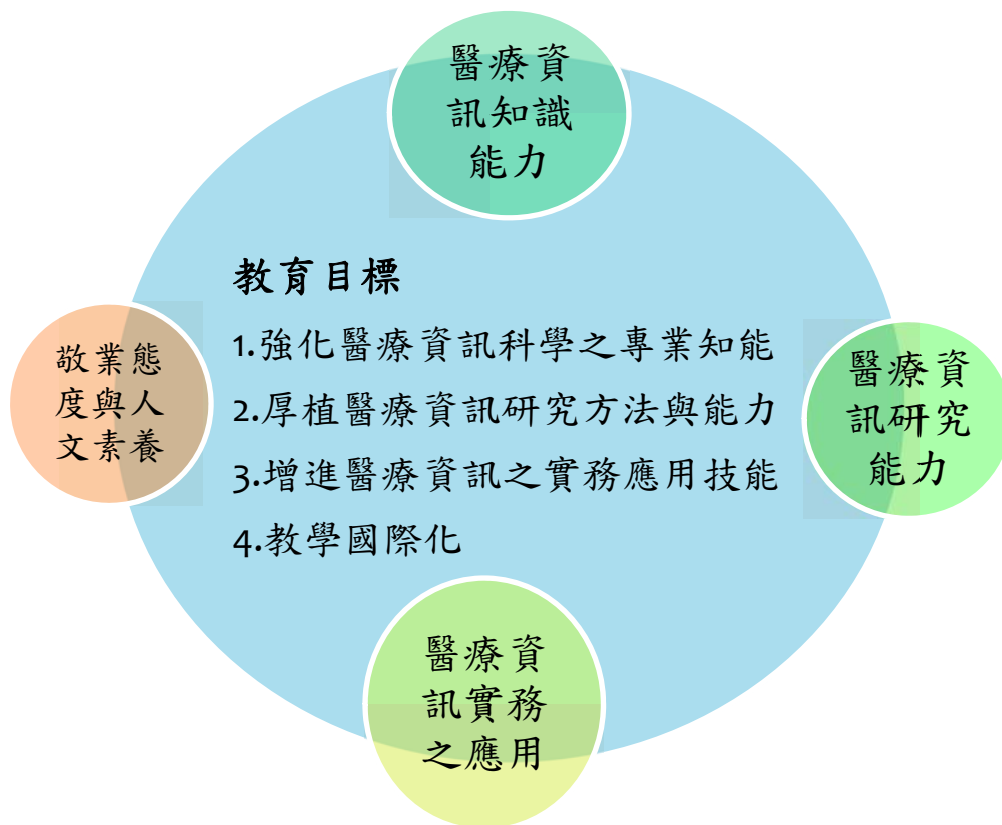 醫療資
訊知識
能力
教育目標
1.強化醫療資訊科學之專業知能
2.厚植醫療資訊研究方法與能力
3.增進醫療資訊之實務應用技能
4.教學國際化
敬業態
度與人
文素養
醫療資
訊研究
能力
醫療資
訊實務
之應用